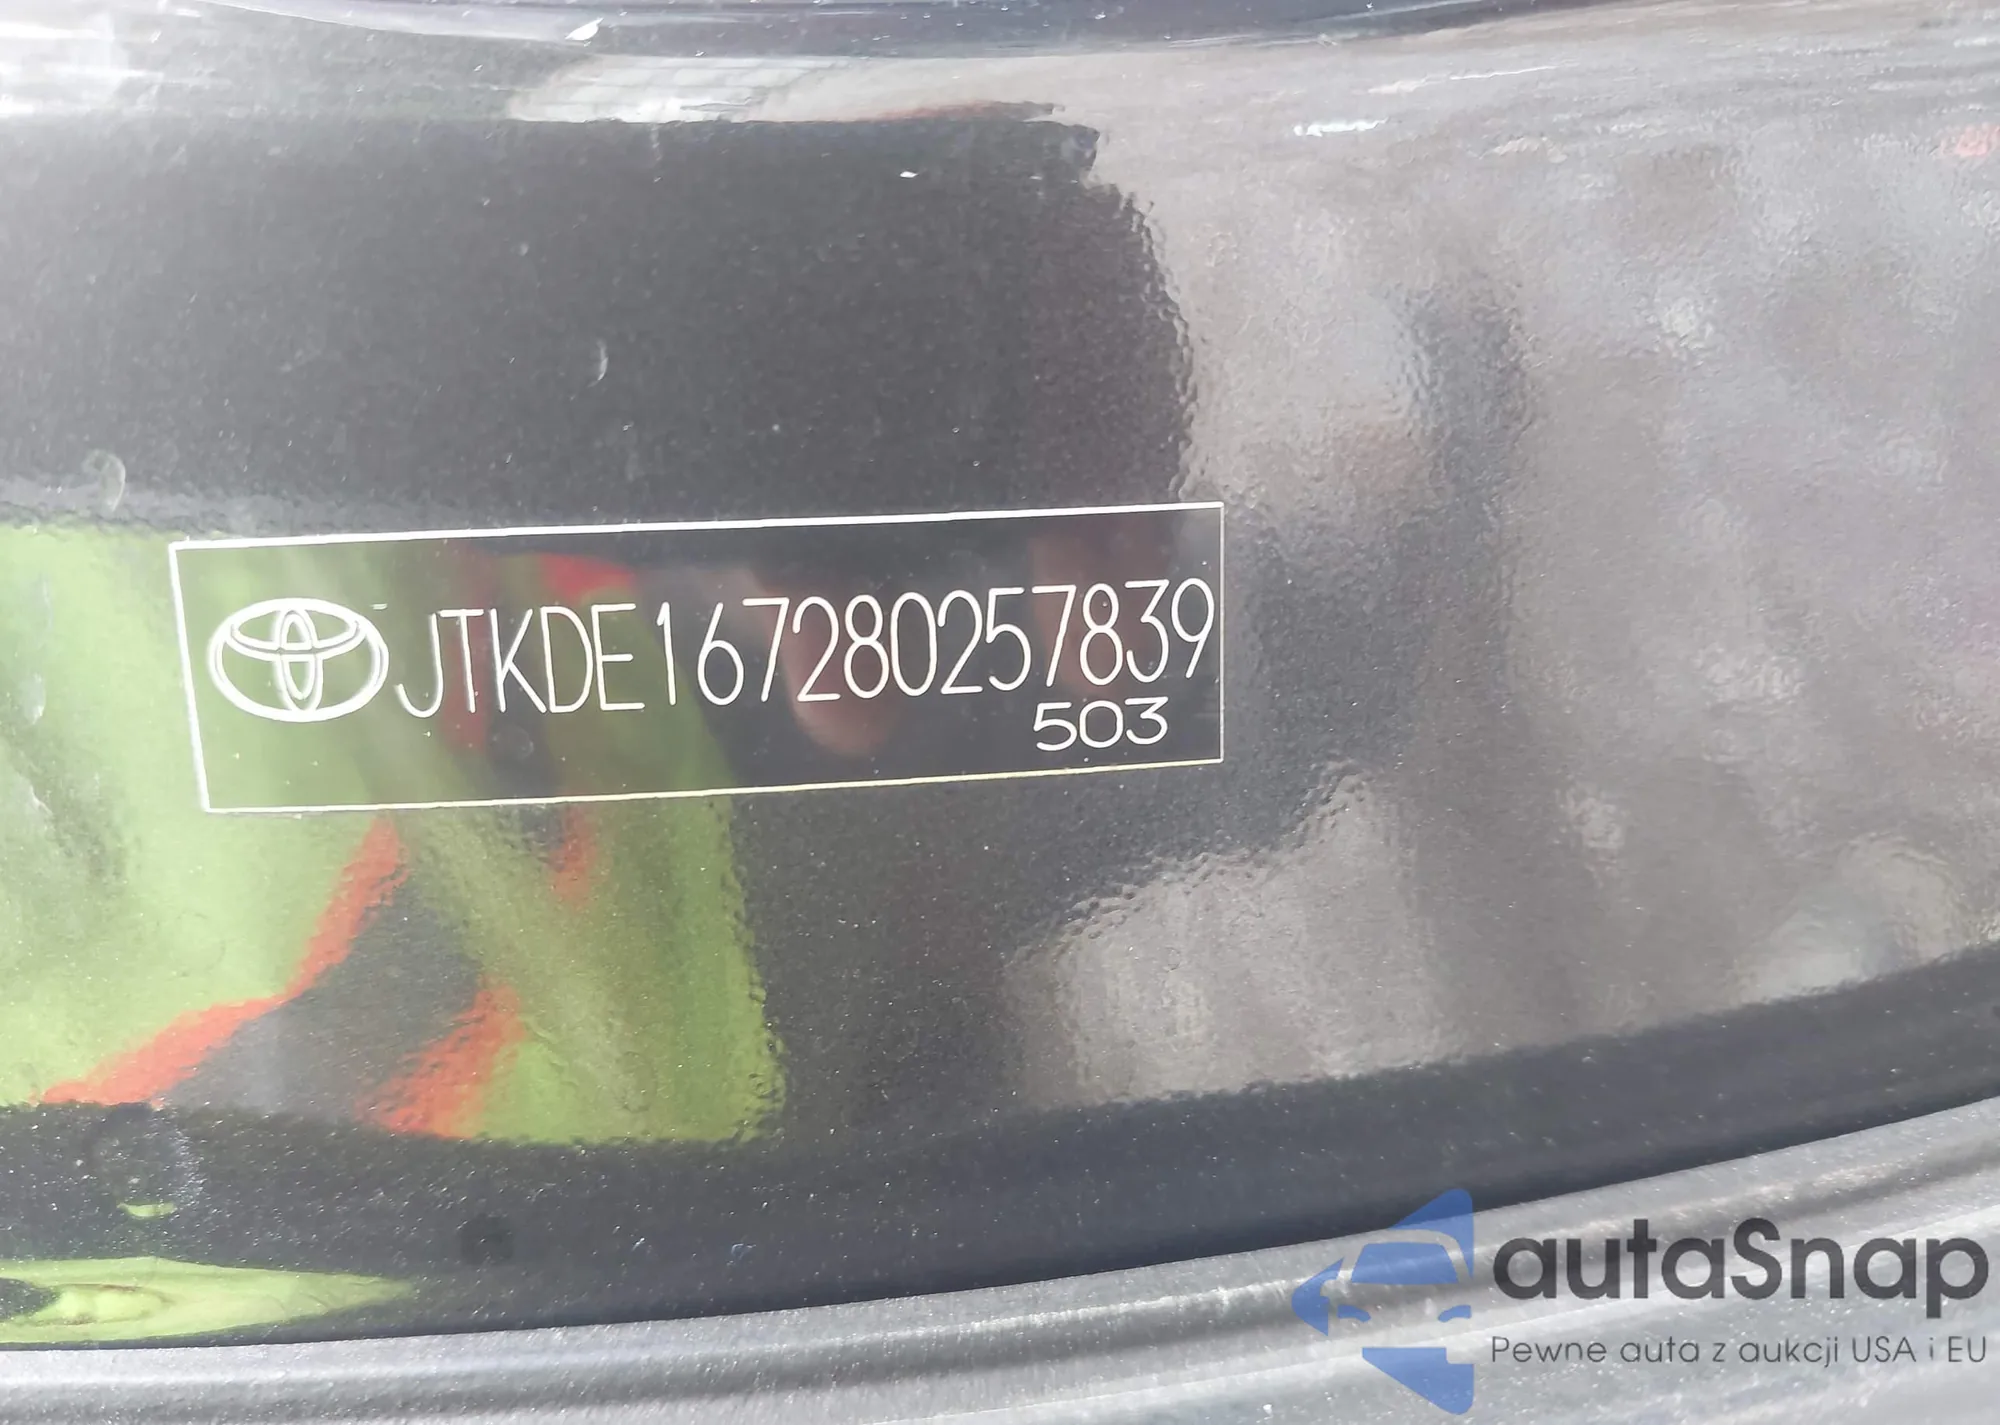 JTKDE167280257839
503
autaSnap
Pewne auta z aukcji USA i EU